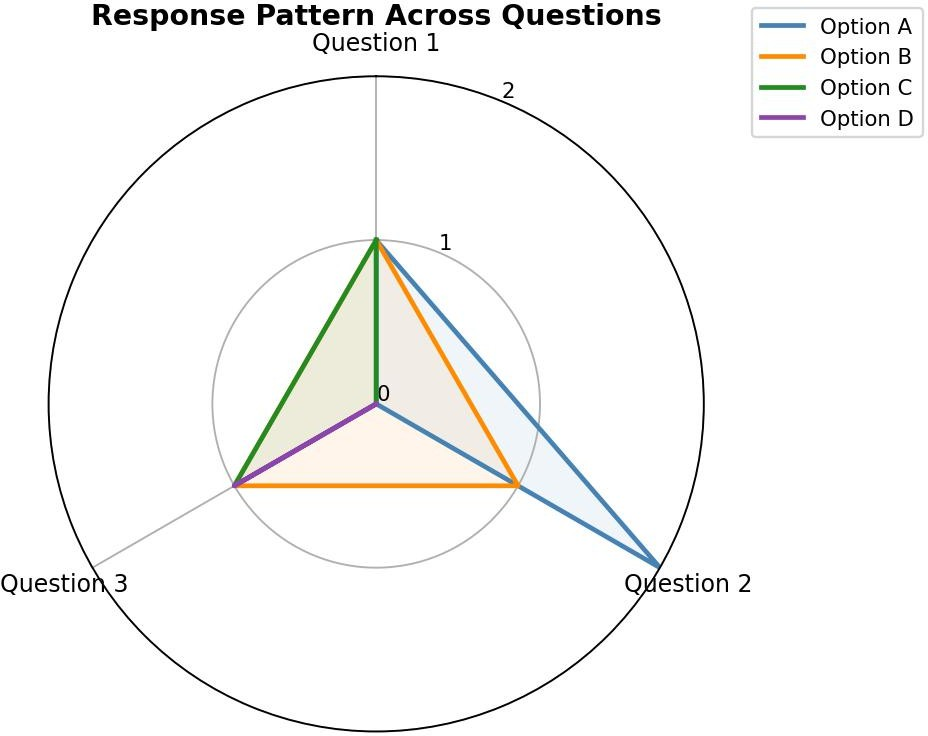 Response Pattern Across Questions
Question 1
Option A
Option B
Option C
Option D
2
1
0
Question 3
Question 2